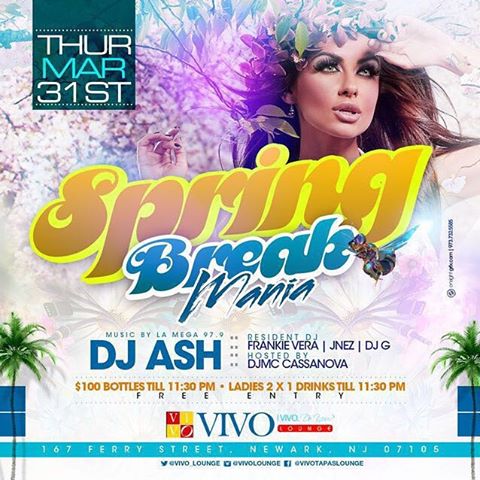 THUR
MAR
31ST
Spring
Break
Mania
MUSIC BY LA MEGA 97.9
DJ ASH
RESIDENT DJ
FRANKIE VERA | JNEZ | DJ G
HOSTED BY
DJMC CASSANOVA
$100 BOTTLES TILL 11:30 PM • LADIES 2 X 1 DRINKS TILL 11:30 PM
FREE ENTRY
VIVO
VIVO
LOUNGE
167 FERRY STREET, NEWARK, NJ 07105
@VIVO_LOUNGE @VIVOLOUNGE @VIVOTAPASLOUNGE